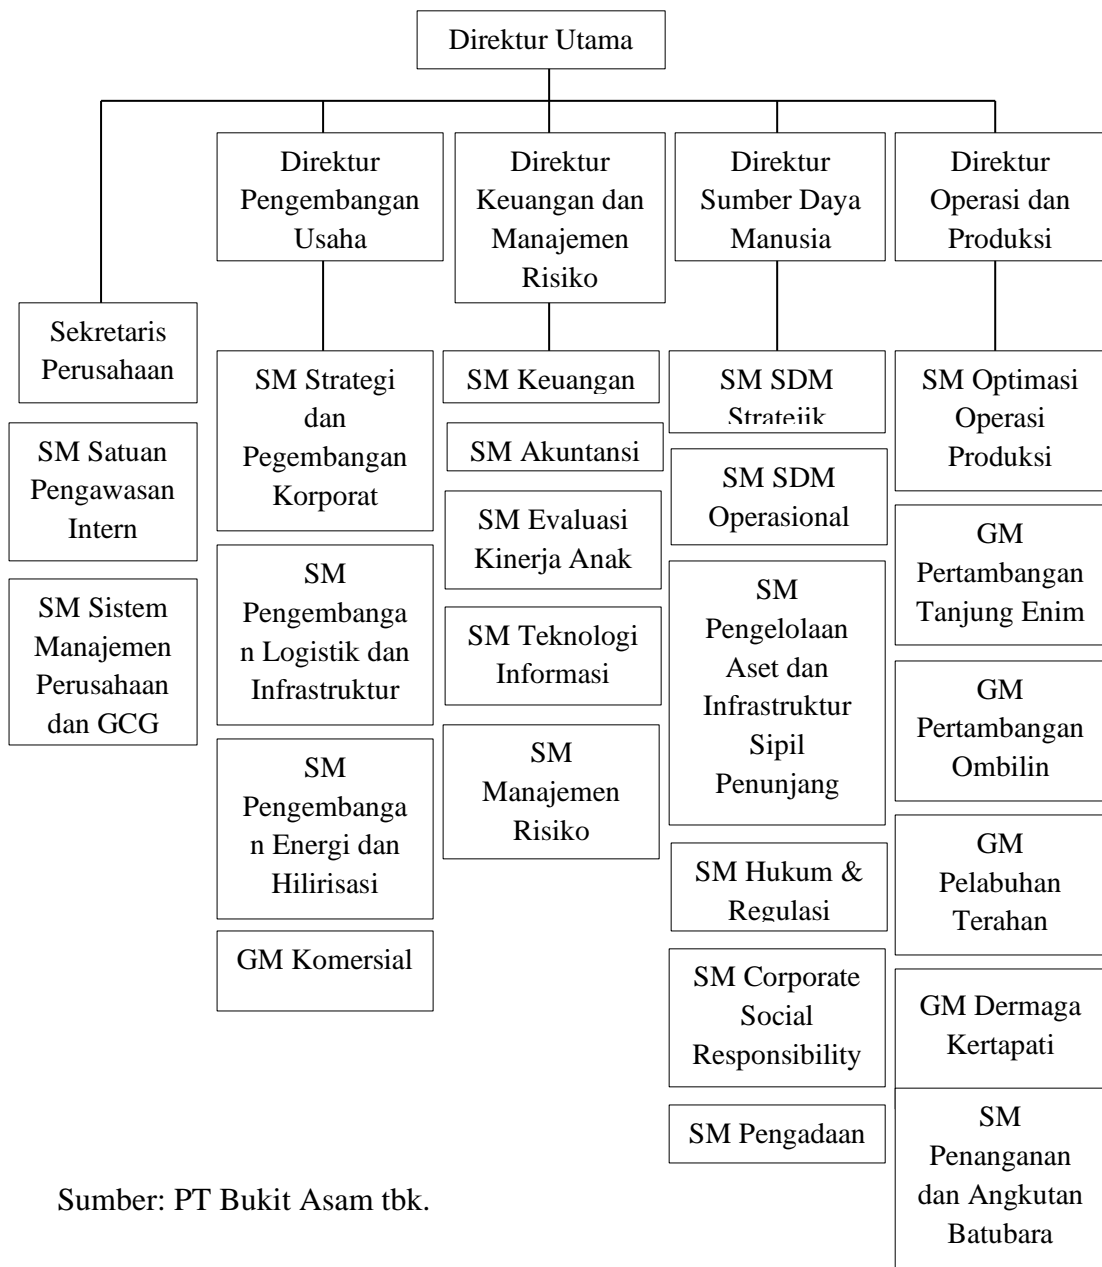 Direktur Utama
Direktur
Pengembangan
Usaha
Direktur
Keuangan dan
Manajemen
Risiko
Direktur
Sumber Daya
Manusia
Direktur
Operasi dan
Produksi
Sekretaris
Perusahaan
SM Satuan
Pengawasan
Intern
SM Sistem
Manajemen
Perusahaan
dan GCG
SM Strategi
dan
Pegembangan
Korporat
SM
Pengembanga
n Logistik dan
Infrastruktur
SM
Pengembanga
n Energi dan
Hilirisasi
GM Komersial
SM Keuangan
SM Akuntansi
SM Evaluasi
Kinerja Anak
SM Teknologi
Informasi
SM
Manajemen
Risiko
SM SDM
Stratejik
SM SDM
Operasional
SM
Pengelolaan
Aset dan
Infrastruktur
Sipil
Penunjang
SM Hukum &
Regulasi
SM Corporate
Social
Responsibility
SM Pengadaan
SM Optimasi
Operasi
Produksi
GM
Pertambangan
Tanjung Enim
GM
Pertambangan
Ombilin
GM
Pelabuhan
Terahan
GM Dermaga
Kertapati
SM
Penanganan
dan Angkutan
Batubara
Sumber: PT Bukit Asam tbk.